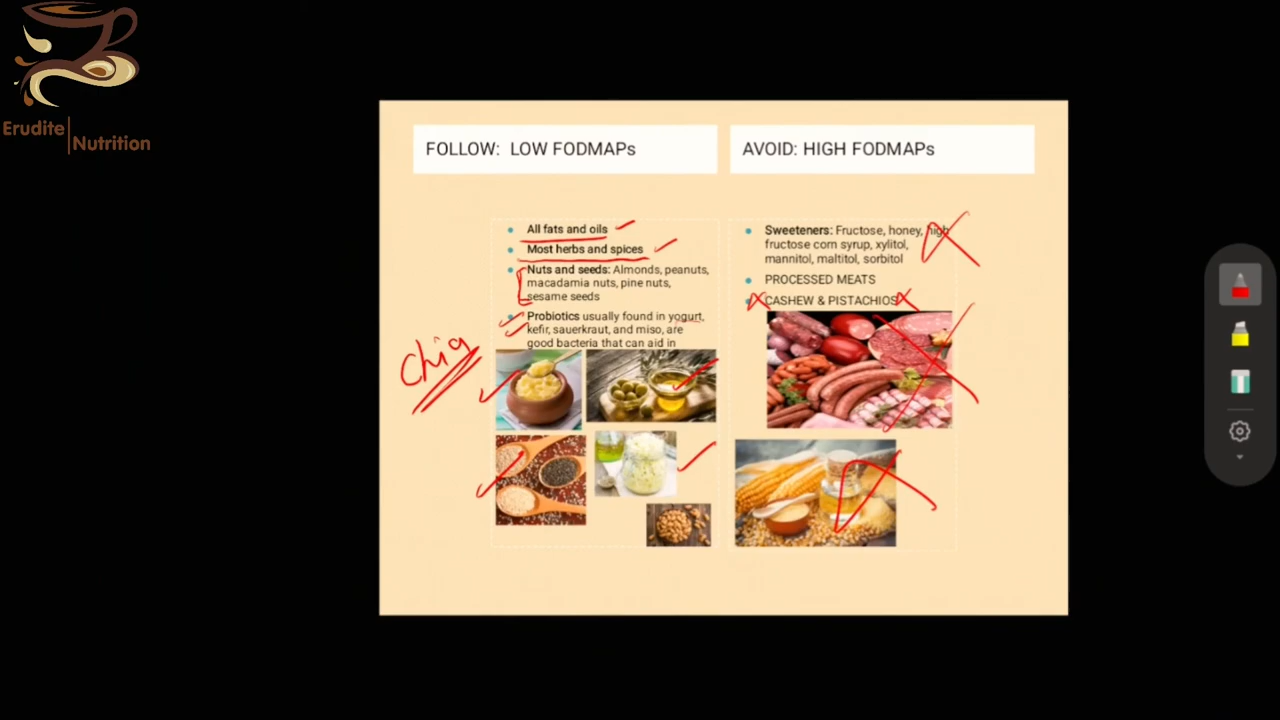 Erudite
Nutrition
FOLLOW: LOW FODMAPs
AVOID: HIGH FODMAPs
All fats and oils
Most herbs and spices
Nuts and seeds: Almonds, peanuts,
macadamia nuts, pine nuts,
sesame seeds
Probiotics usually found in yogurt,
kefir, sauerkraut, and miso, are
good bacteria that can aid in
Chia
Sweeteners: Fructose, honey, high
fructose corn syrup, xylitol,
mannitol, maltitol, sorbitol
PROCESSED MEATS
CASHEW & PISTACHIOS